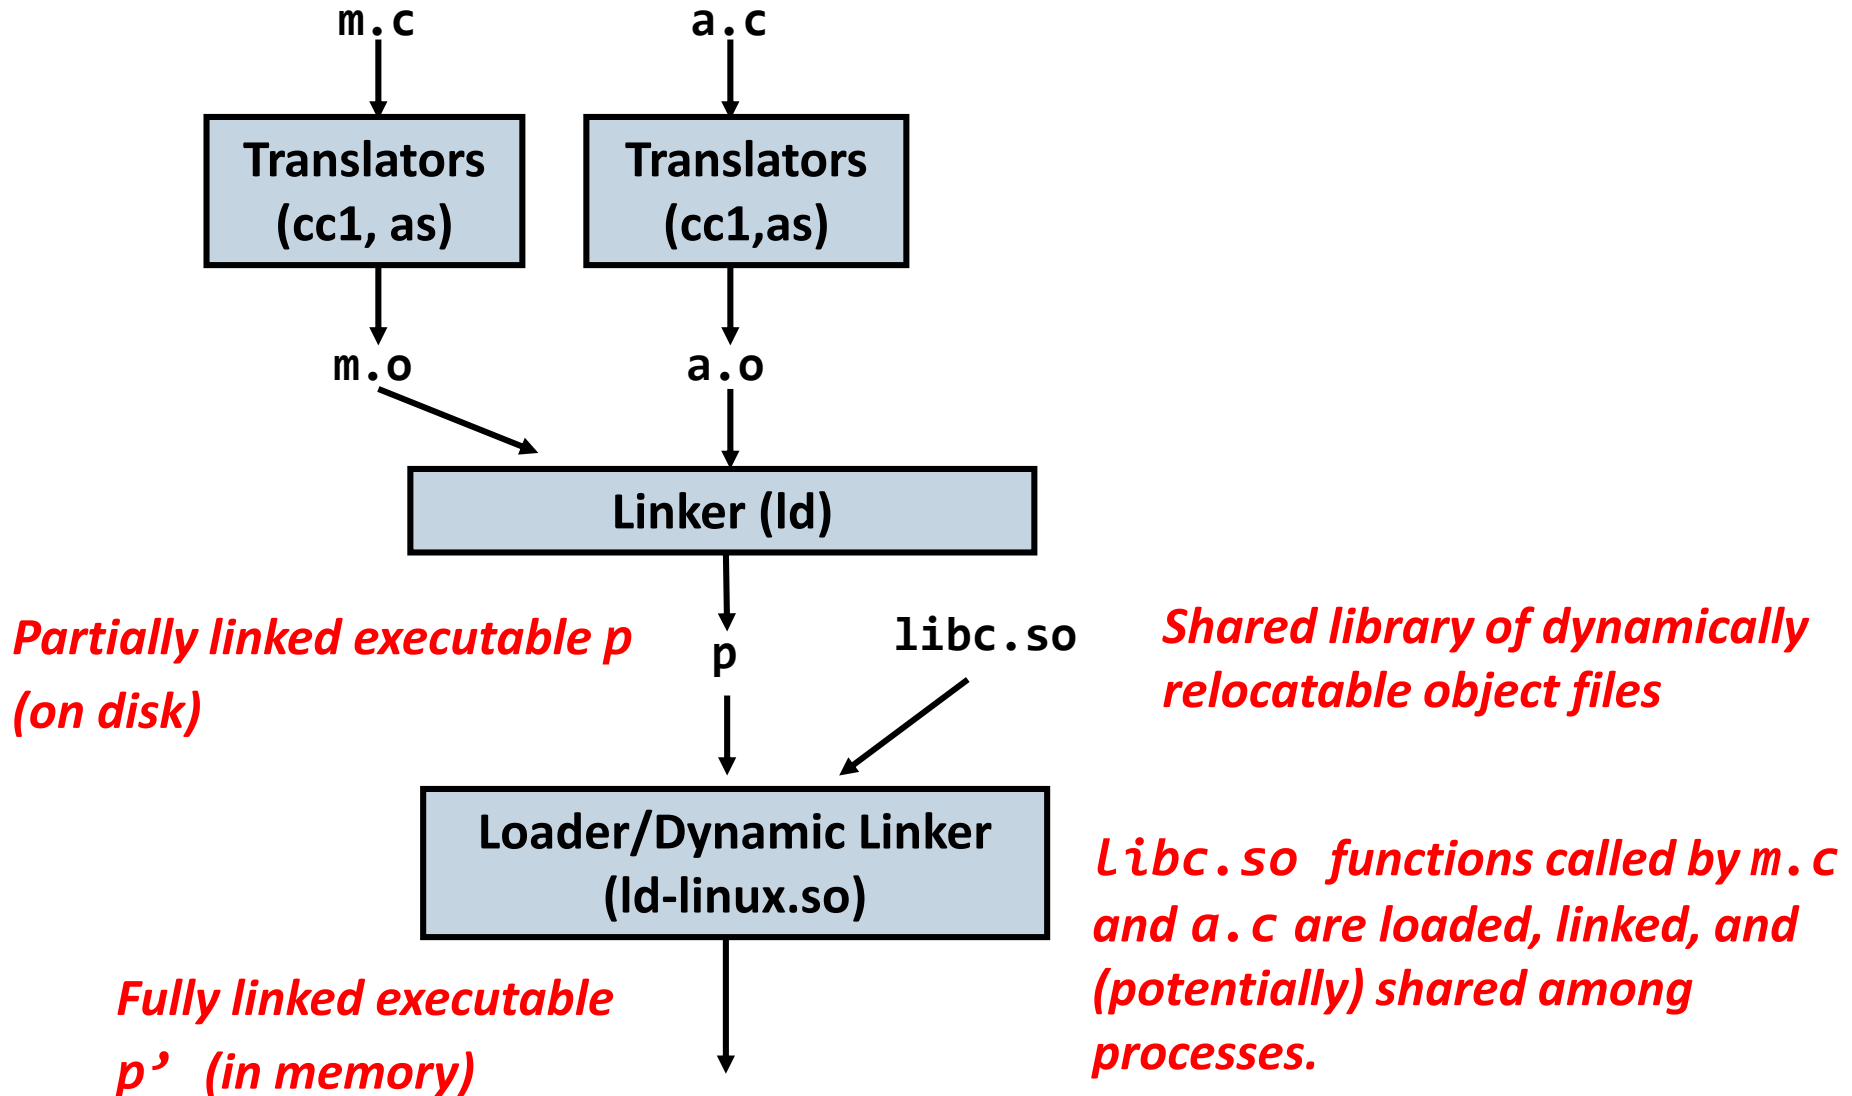 m.c
a.c
Translators
(cc1, as)
Translators
(cc1,as)
m.o
a.o
Linker (ld)
Partially linked executable p
(on disk)
p
libc.so
Shared library of dynamically
relocatable object files
Loader/Dynamic Linker
(ld-linux.so)
libc.so functions called by m.c
and a.c are loaded, linked, and
(potentially) shared among
processes.
Fully linked executable
p’ (in memory)